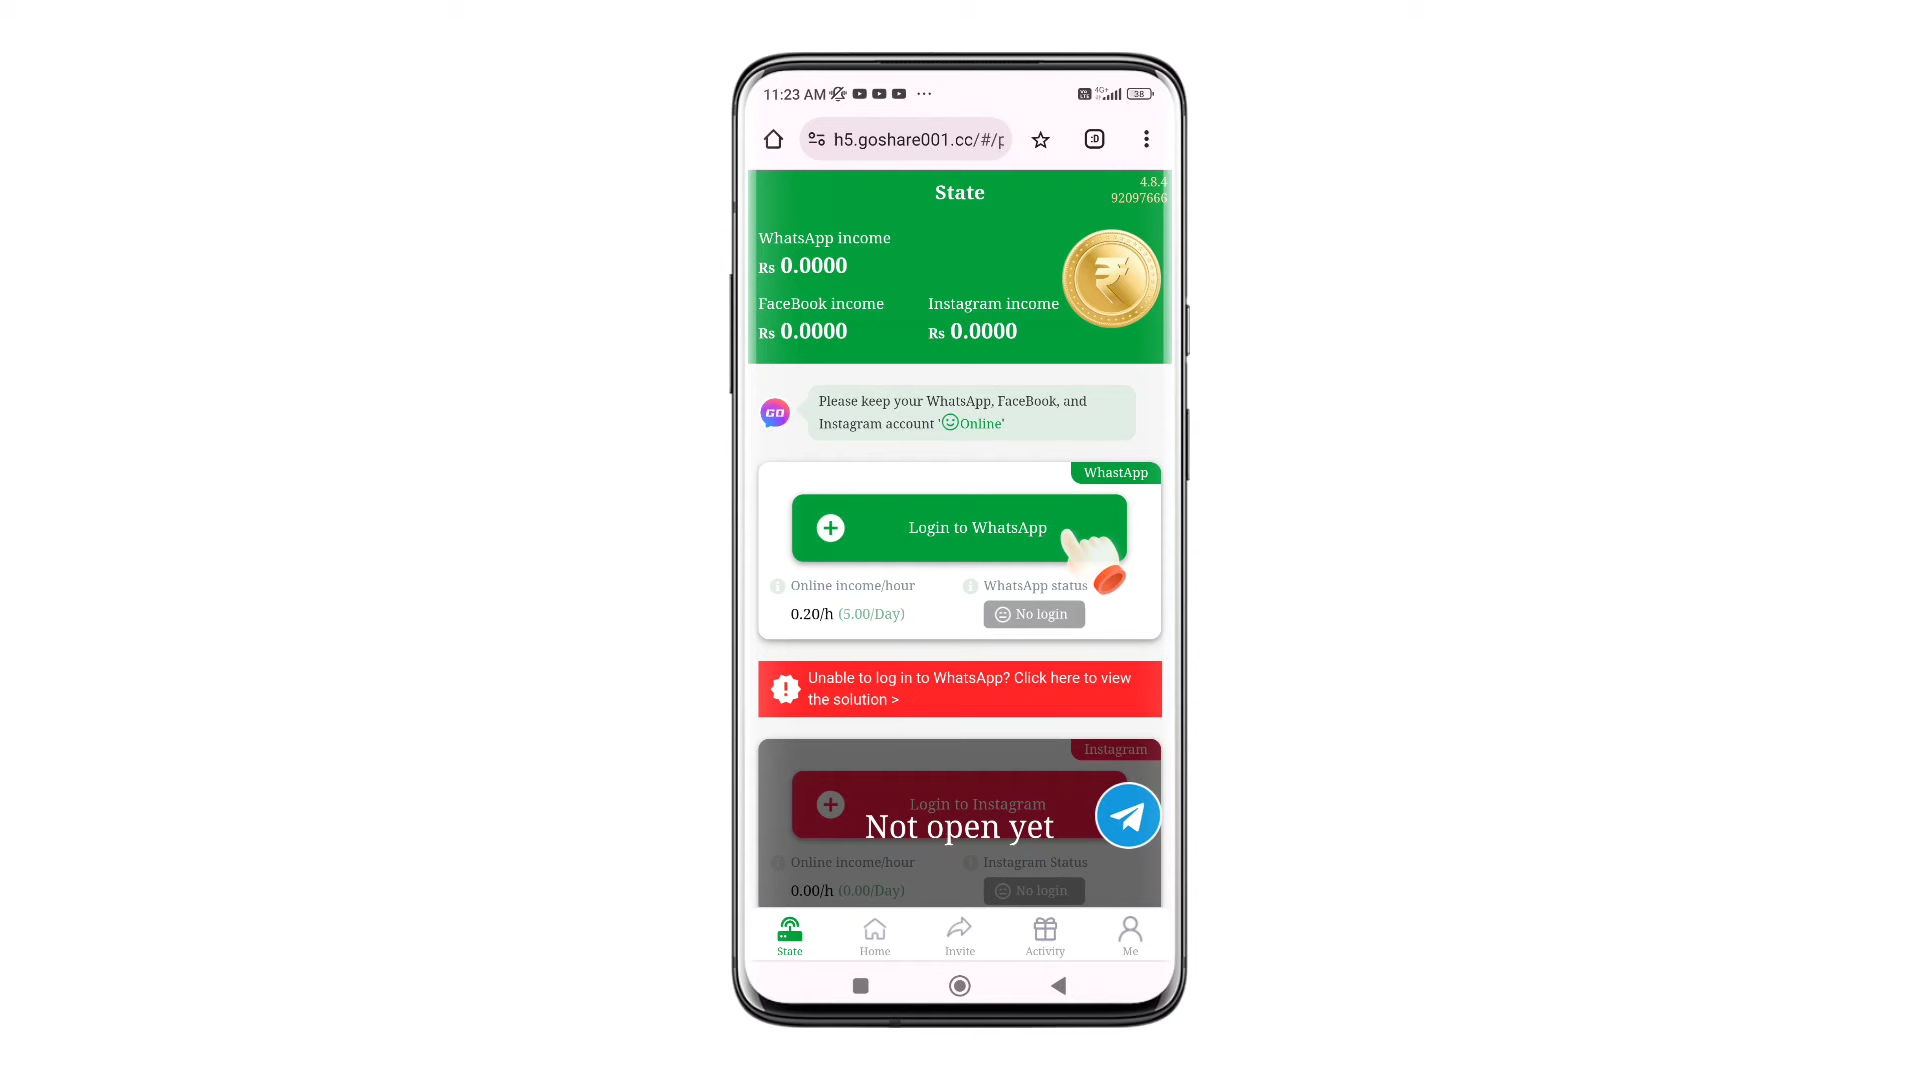 11:23 AM
4G+
VO LTE
38
h5.goshare001.cc/#/p
:D
State
4.8.4
92097666
WhatsApp income
Rs 0.0000
FaceBook income
Instagram income
Rs 0.0000
Rs 0.0000
GO
Please keep your WhatsApp, FaceBook, and
Instagram account 'Online'
WhastApp
Login to WhatsApp
Online income/hour
WhatsApp status
0.20/h (5.00/Day)
No login
Unable to log in to WhatsApp? Click here to view
the solution >
Instagram
Login to Instagram
Not open yet
Online income/hour
Instagram Status
0.00/h (0.00/Day)
No login
State
Home
Invite
Activity
Me